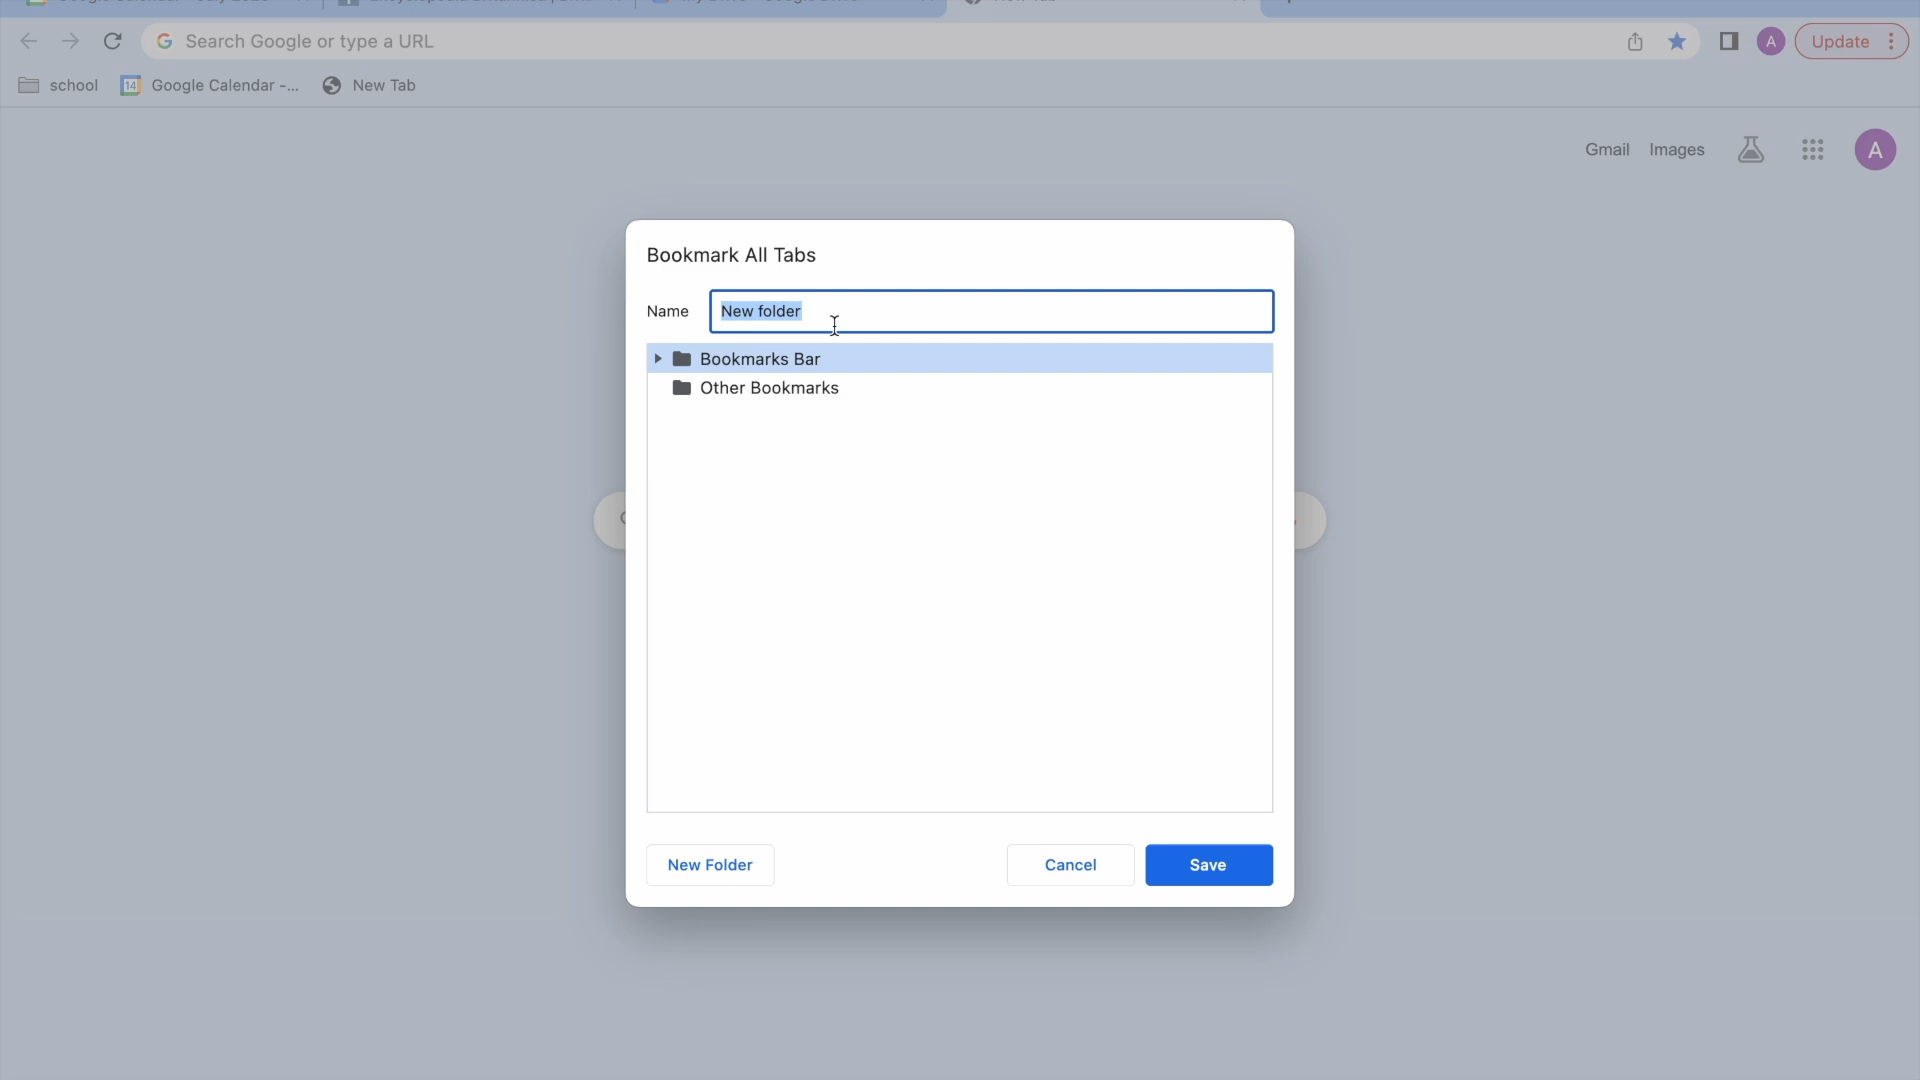 Search Google or type a URL
A
Update
school
14
Google Calendar -...
New Tab
Gmail
Images
A
Bookmark All Tabs
Name
New folder
Bookmarks Bar
Other Bookmarks
New Folder
Cancel
Save